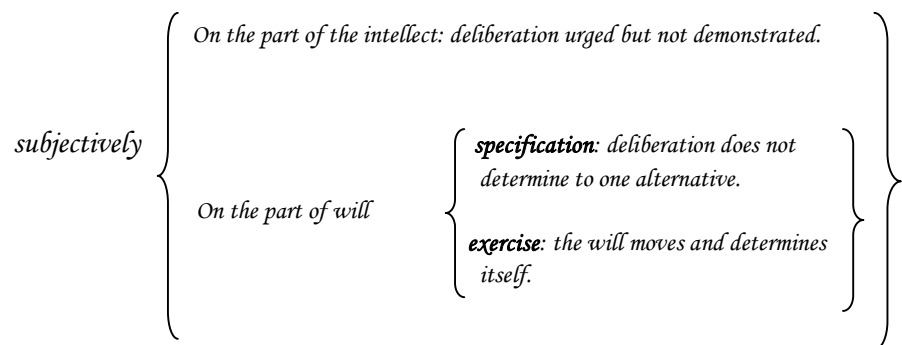 On the part of the intellect: deliberation urged but not demonstrated.
subjectively
specification: deliberation does not
determine to one alternative.
On the part of will
exercise: the will moves and determines
itself.